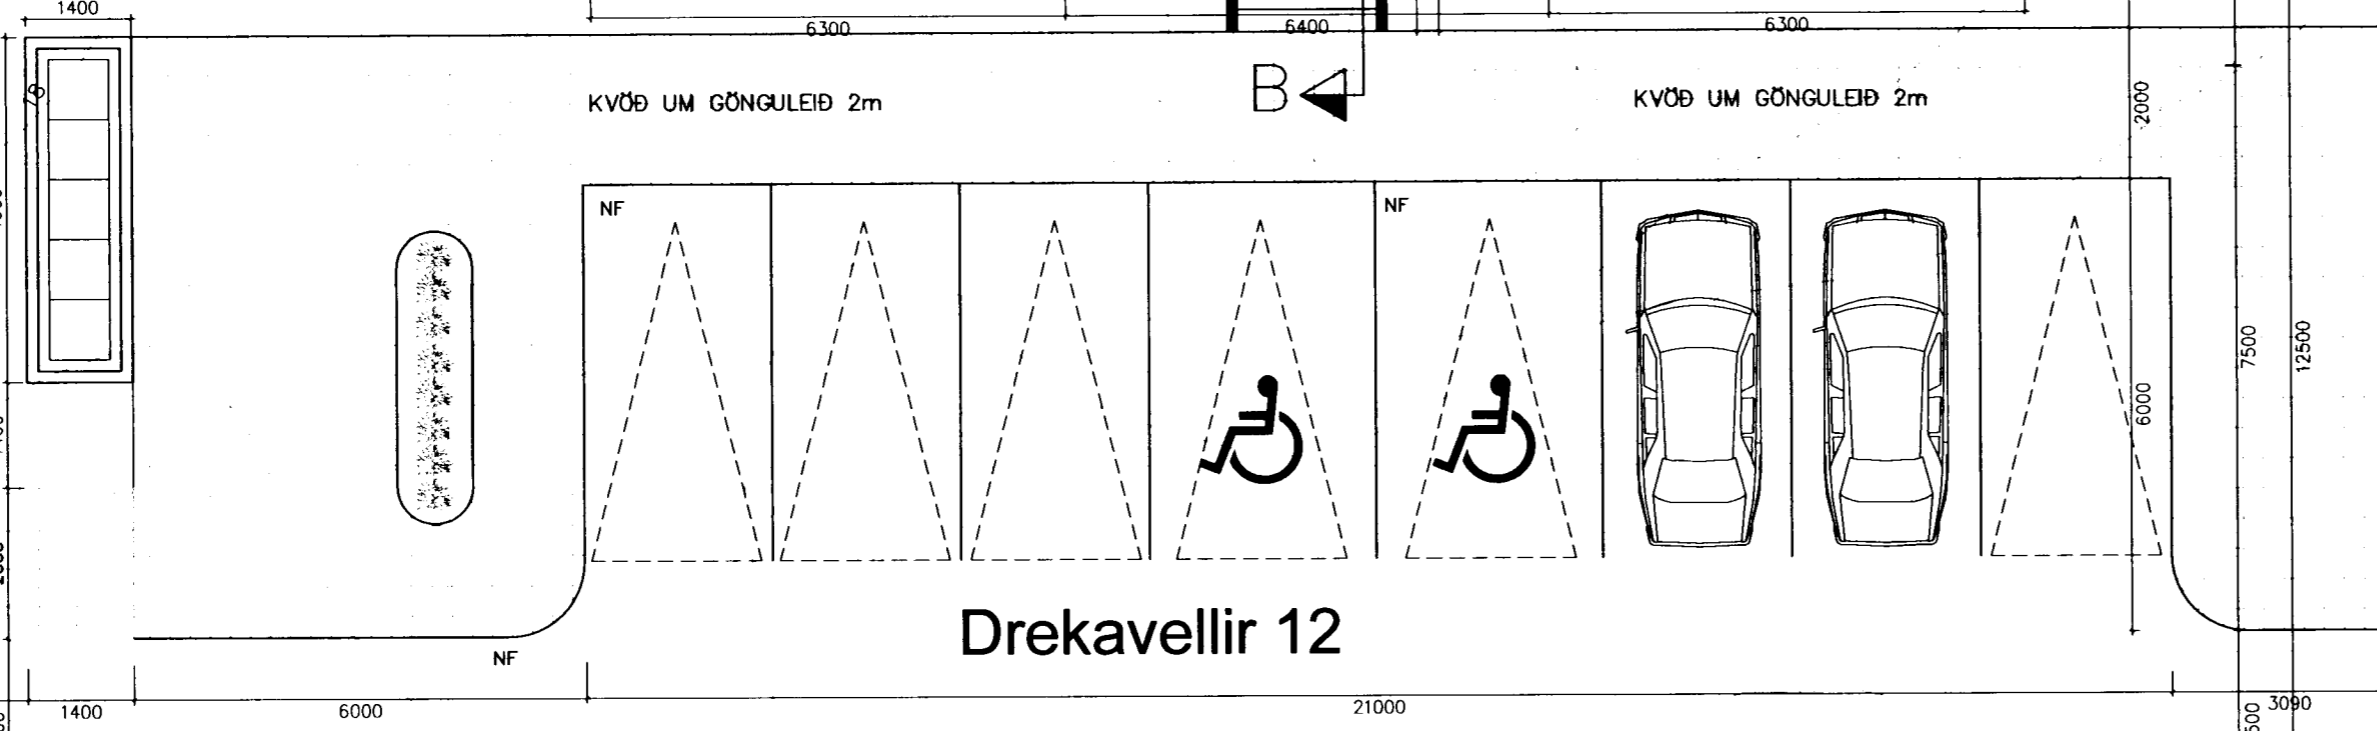 1400
6300
6400
6300
B
KVÖÐ UM GÖNGULEIÐ 2m
KVÖÐ UM GÖNGULEIÐ 2m
2000
NF
NF
7500
12500
6000
Drekavellir 12
NF
1400
6000
21000
3090